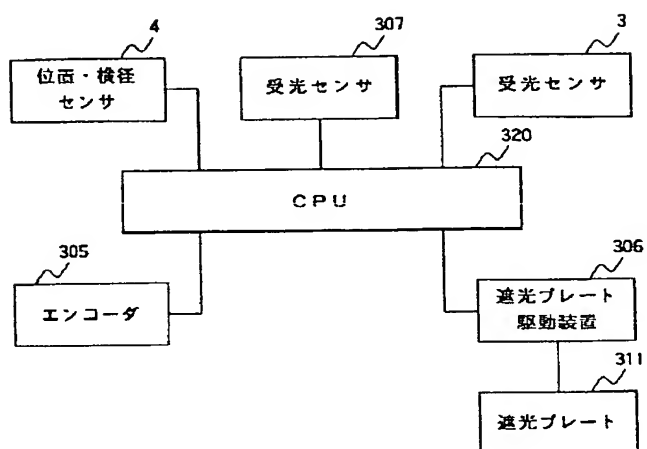 4
位面・検径
センサ
307
受光センサ
3
受光センサ
320
CPU
305
エンコーダ
306
遮光プレート
駆動装置
311
遮光プレート